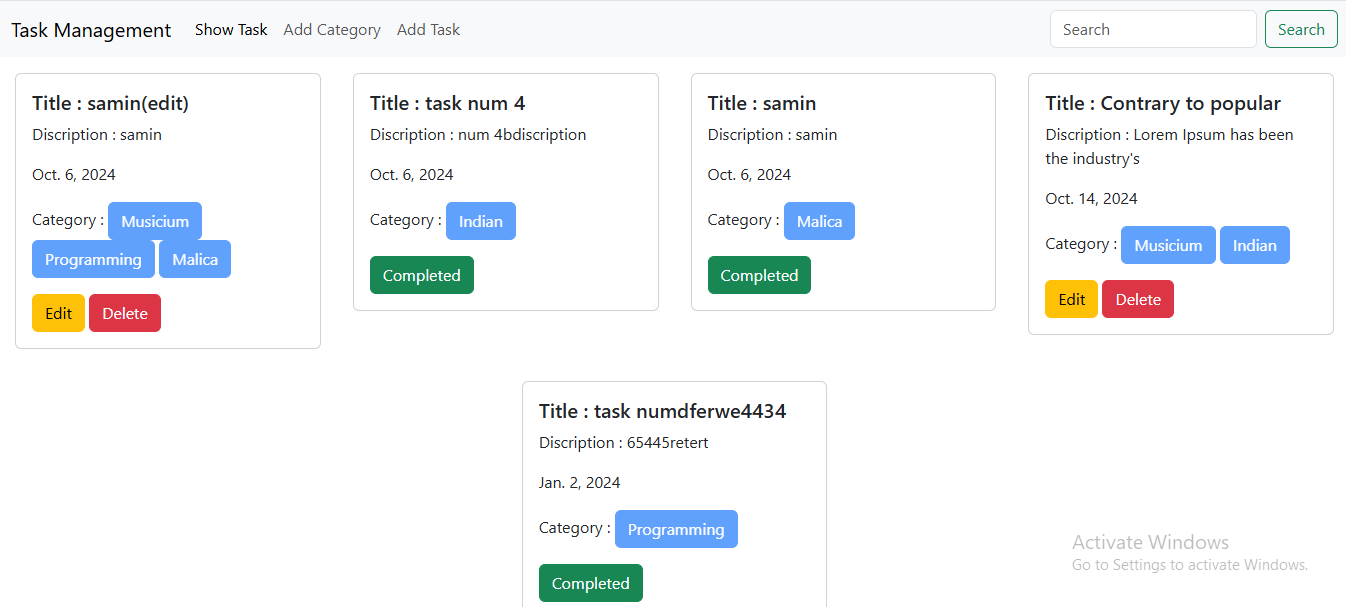 Task Management Show Task Add Category Add Task Search Search
Title : samin(edit)
Discription : samin
Oct. 6, 2024
Category : Musicium
Programming Malica
Edit Delete
Title : task num 4
Discription : num 4bdiscription
Oct. 6, 2024
Category : Indian
Completed
Title : samin
Discription : samin
Oct. 6, 2024
Category : Malica
Completed
Title : Contrary to popular
Discription : Lorem Ipsum has been
the industry's
Oct. 14, 2024
Category : Musicium Indian
Edit Delete
Title : task numdferwe4434
Discription : 65445retert
Jan. 2, 2024
Category : Programming
Completed
Activate Windows
Go to Settings to activate Windows.